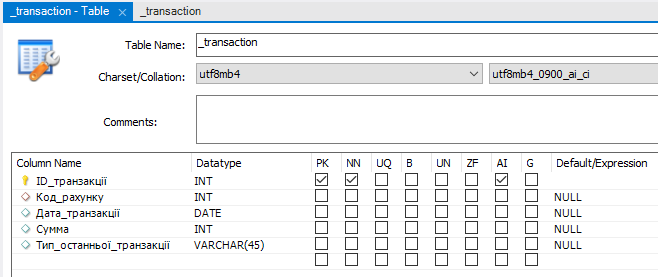 _transaction - Table × _transaction
Table Name: _transaction
Charset/Collation: utf8mb4 utf8mb4_0900_ai_ci
Comments:
Column Name Datatype PK NN UQ B UN ZF AI G Default/Expression
ID_транзакції INT
Код_рахунку INT NULL
Дата_транзакції DATE NULL
Сумма INT NULL
Тип_останньої_транзакції VARCHAR(45) NULL